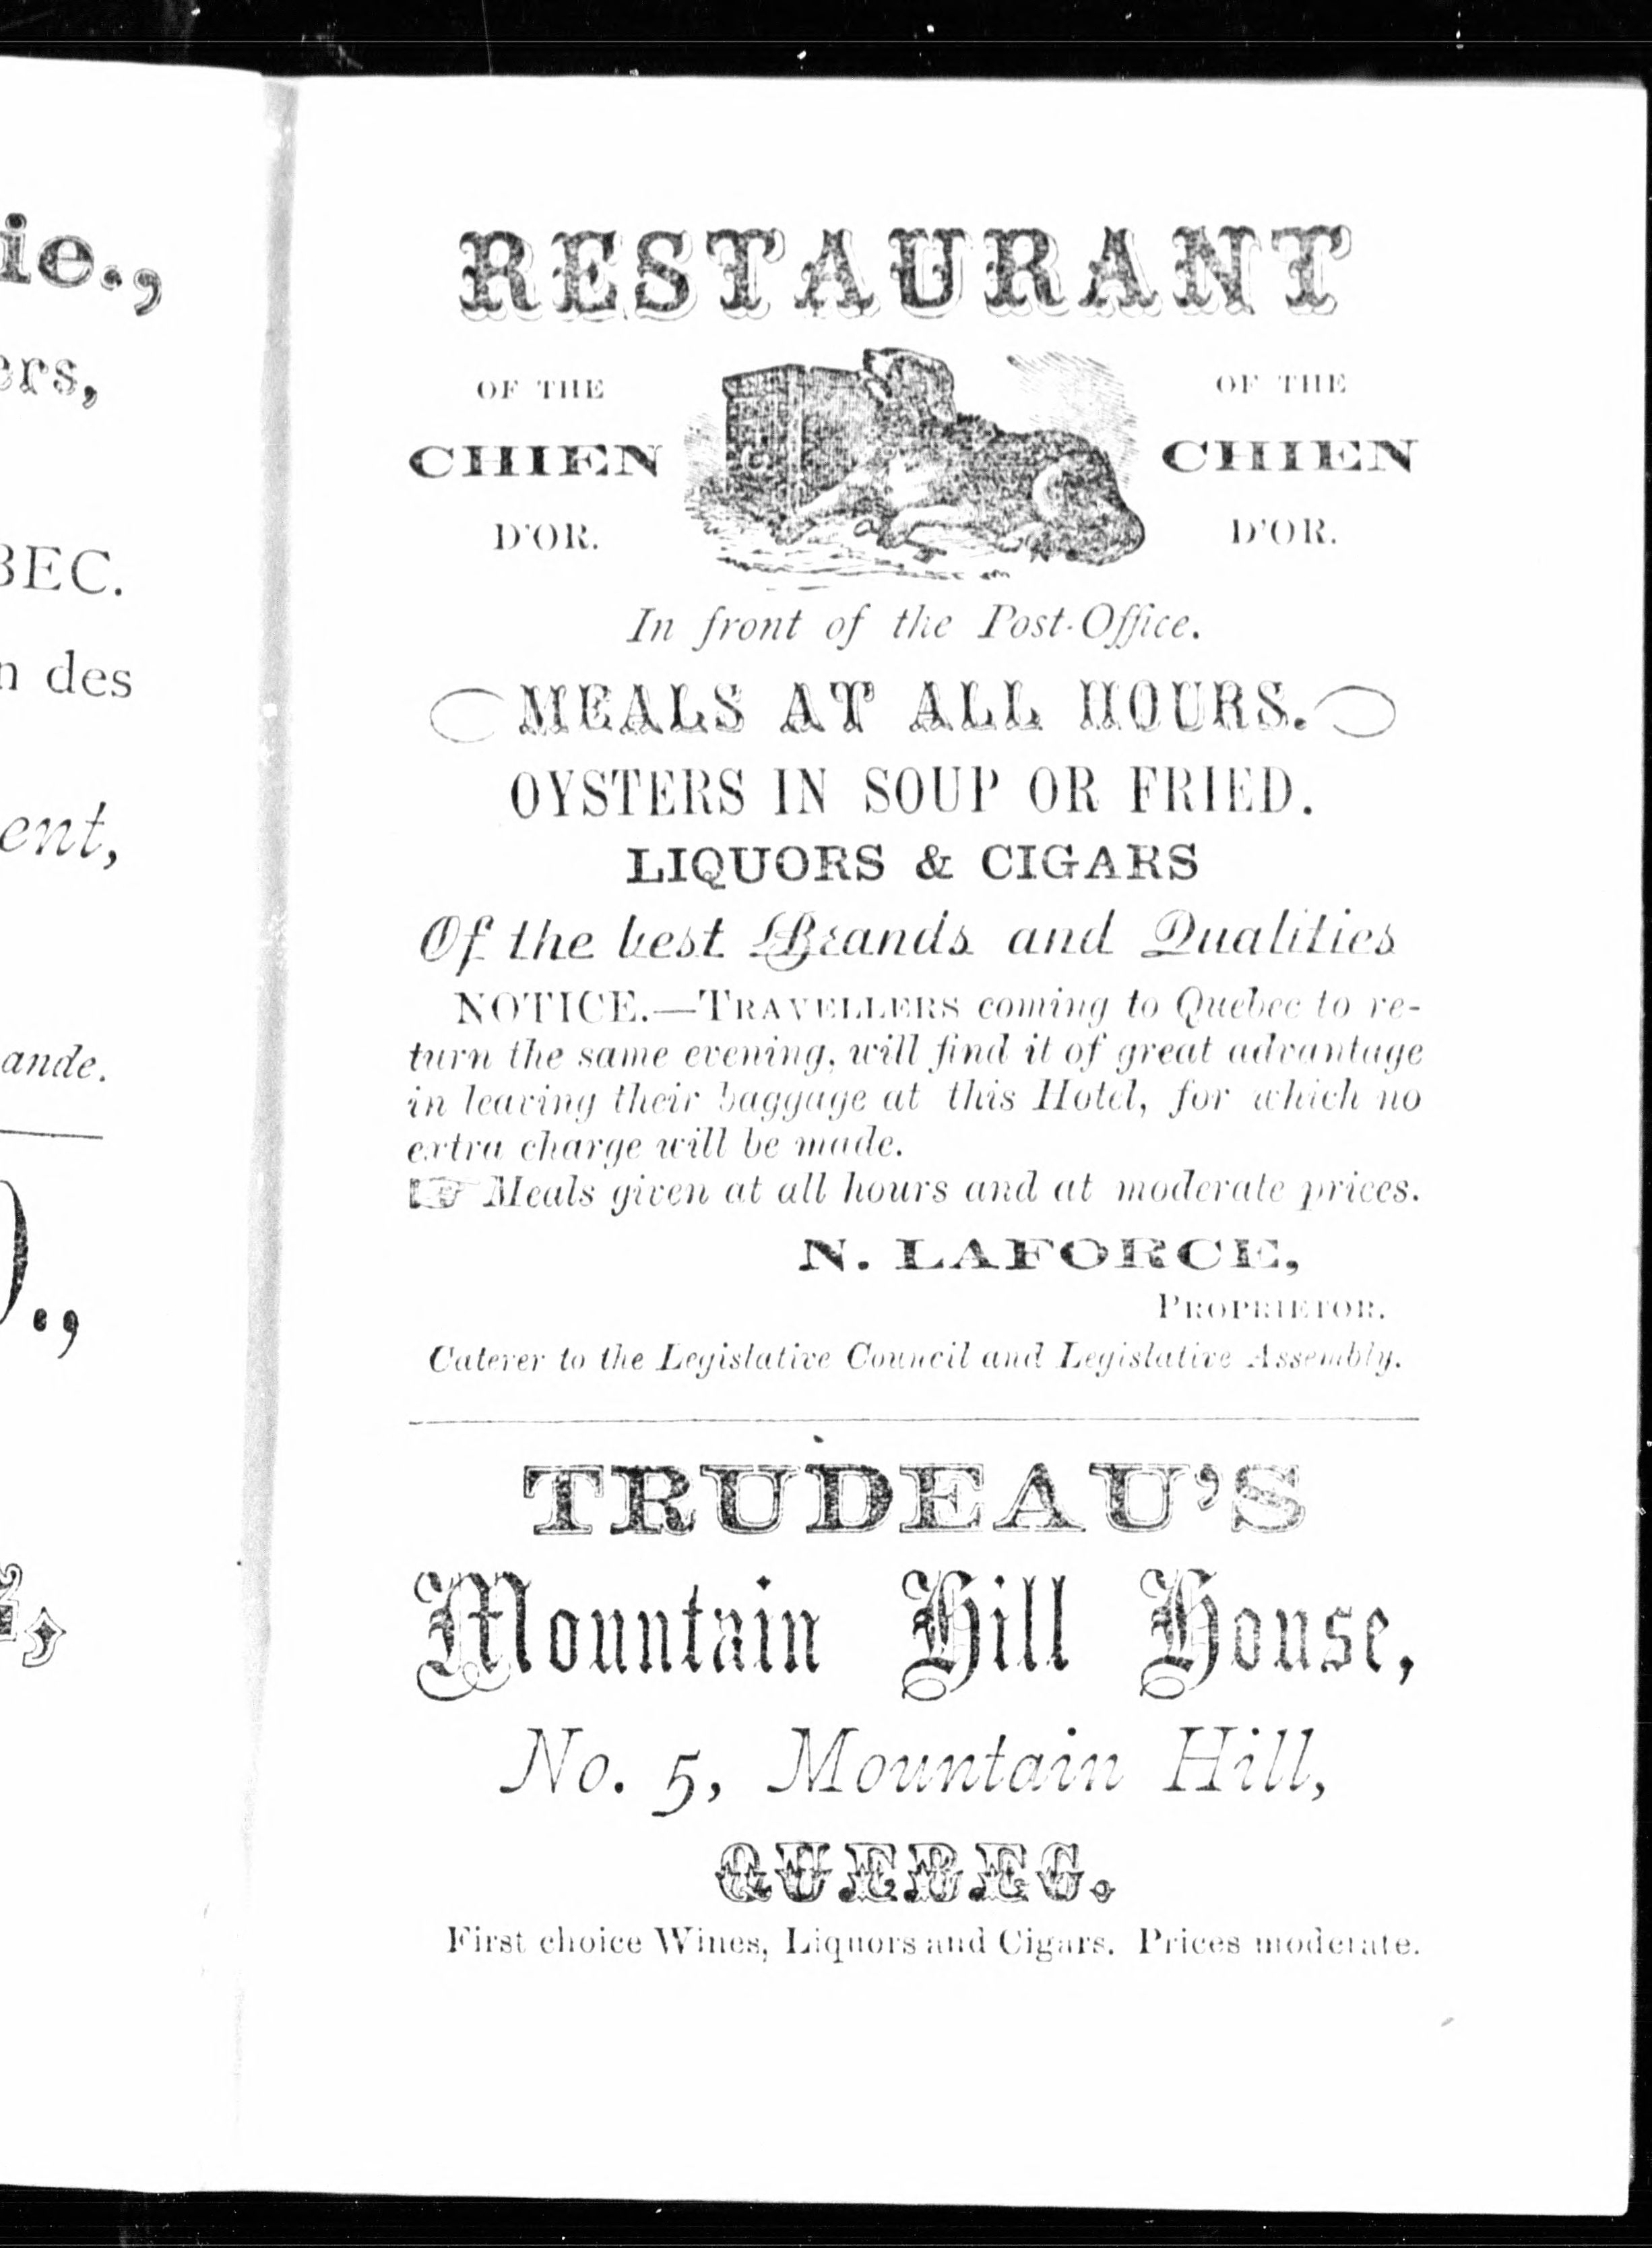 ie.,
ers,
BEC.
n des
ent,
ande.
.,
RESTAURANT
OF THE
CHIEN
D'OR.
OF THE
CHIEN
D'OR.
In front of the Post-Office.
MEALS AT ALL HOURS.
OYSTERS IN SOUP OR FRIED.
LIQUORS & CIGARS
Of the best Brands and Qualities
NOTICE.—TRAVELLERS coming to Quebec to re-
turn the same evening, will find it of great advantage
in leaving their baggage at this Hotel, for which no
extra charge will be made.
☞ Meals given at all hours and at moderate prices.
N. LAFORCE,
PROPRIETOR.
Caterer to the Legislative Council and Legislative Assembly.
TRUDEAU'S
Mountain Hill House,
No. 5, Mountain Hill,
QUEBEC.
First choice Wines, Liquors and Cigars. Prices moderate.